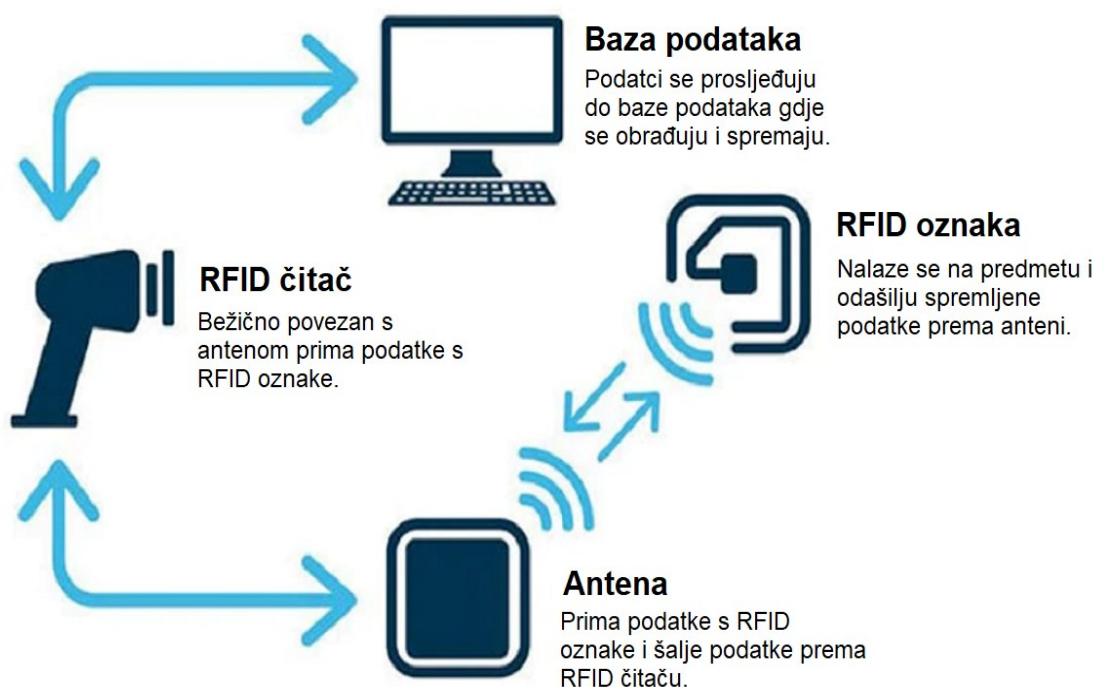 Baza podataka
Podatci se prosljeđuju
do baze podataka gdje
se obrađuju i spremaju.
RFID oznaka
Nalaze se na predmetu i
odašilju spremljene
podatke prema anteni.
RFID čitač
Bežično povezan s
antenom prima podatke s
RFID oznake.
Antena
Prima podatke s RFID
oznake i šalje podatke prema
RFID čitaču.